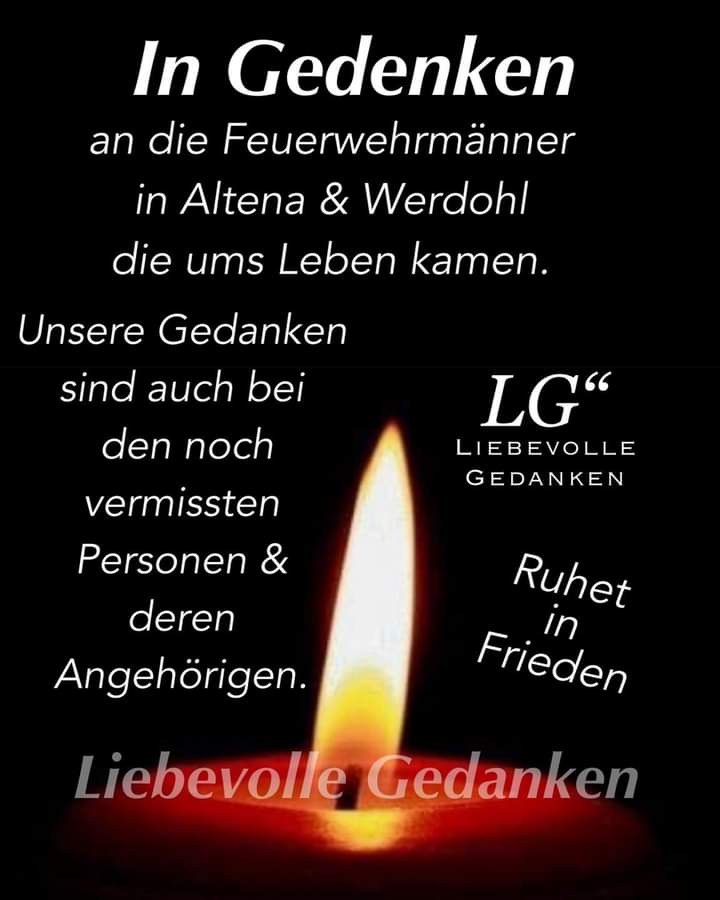 In Gedenken
an die Feuerwehrmänner
in Altena & Werdohl
die ums Leben kamen.
Unsere Gedanken
sind auch bei
den noch
vermissten
Personen &
deren
Angehörigen.
LG“
LIEBEVOLLE
GEDANKEN
Ruhet
in
Frieden
Liebevolle Gedanken